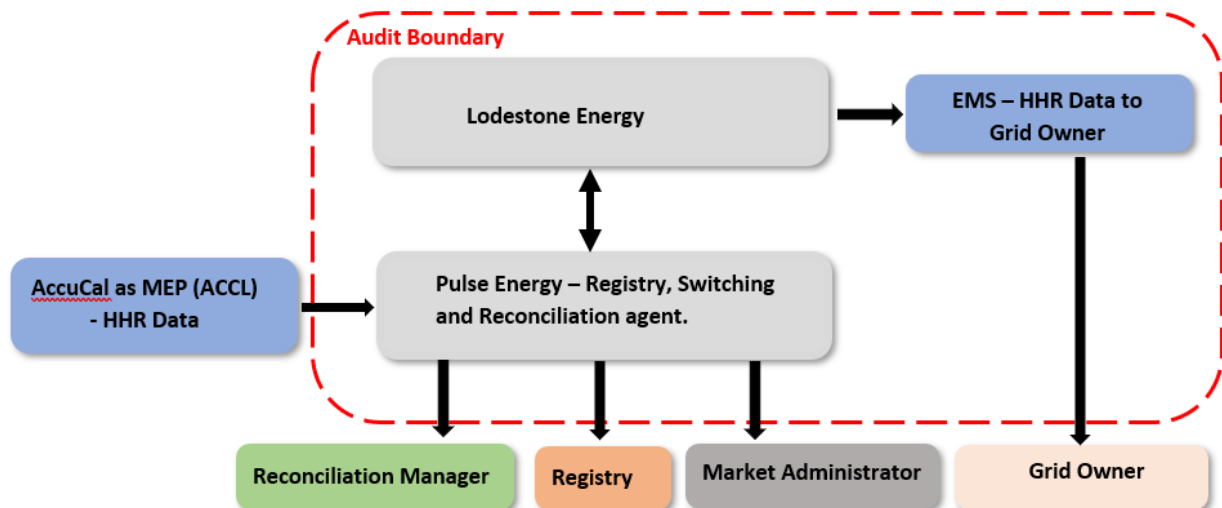 Audit Boundary
Lodestone Energy
EMS – HHR Data to
Grid Owner
AccuCal as MEP (ACCL)
- HHR Data
Pulse Energy – Registry, Switching
and Reconciliation agent.
Reconciliation Manager
Registry
Market Administrator
Grid Owner